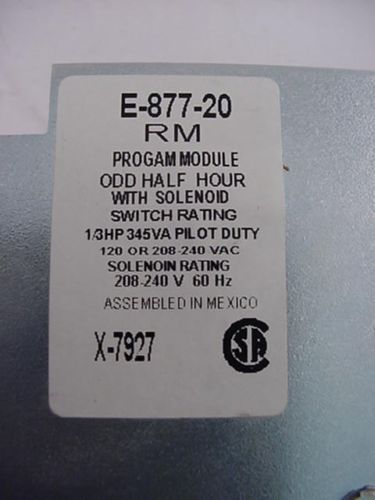 E-877-20
RM
PROGAM MODULE
ODD HALF HOUR
WITH SOLENOID
SWITCH RATING
1/3HP 345VA PILOT DUTY
120 OR 208-240 VAC
SOLENOIN RATING
208-240 V 60 Hz
ASSEMBLED IN MEXICO
X-7927
CSA